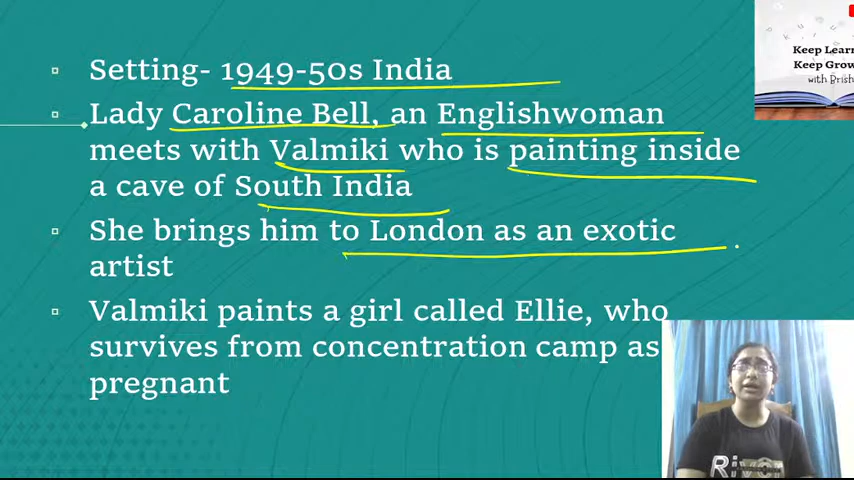 Setting- 1949-50s India
Lady Caroline Bell, an Englishwoman
meets with Valmiki who is painting inside
a cave of South India
She brings him to London as an exotic
artist
Valmiki paints a girl called Ellie, who
survives from concentration camp as
pregnant
Keep Lear
Keep Grow
with Brish